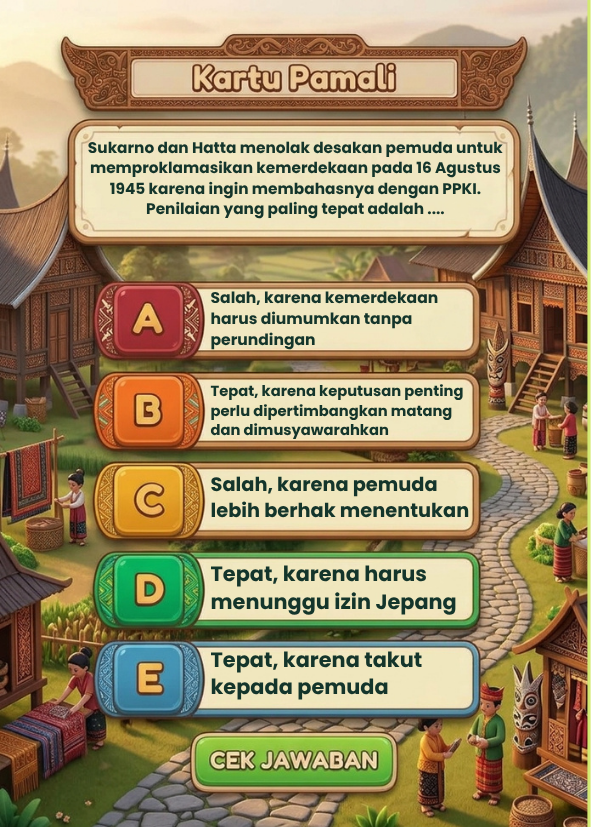 Kartu Pamali
Sukarno dan Hatta menolak desakan pemuda untuk
memproklamasikan kemerdekaan pada 16 Agustus
1945 karena ingin membahasnya dengan PPKI.
Penilaian yang paling tepat adalah ....
A
Salah, karena kemerdekaan
harus diumumkan tanpa
perundingan
B
Tepat, karena keputusan penting
perlu dipertimbangkan matang
dan dimusyawarahkan
C
Salah, karena pemuda
lebih berhak menentukan
D
Tepat, karena harus
menunggu izin Jepang
E
Tepat, karena takut
kepada pemuda
CEK JAWABAN